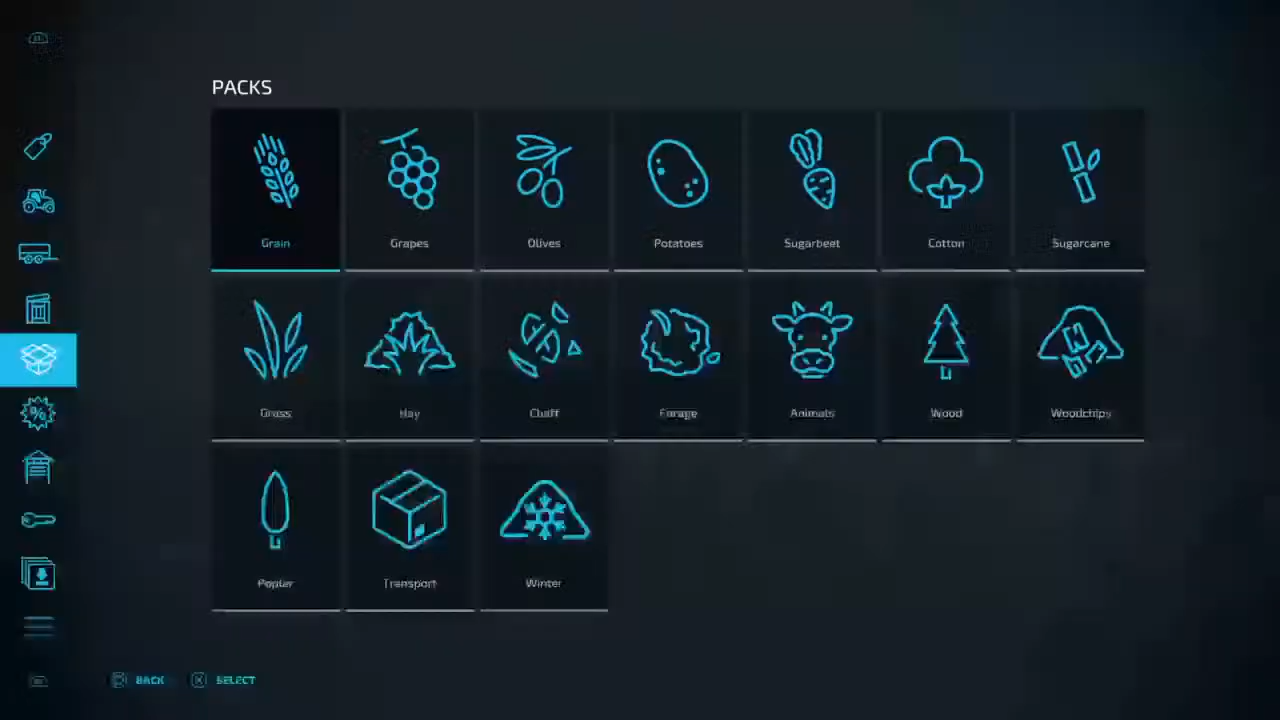 PACKS
Grain Grapes Olives Potatoes Sugarbeet Cotton Sugarcane
Grass Hay Chaff Forage Animals Wood Woodchips
Poplar Transport Winter
BACK SELECT